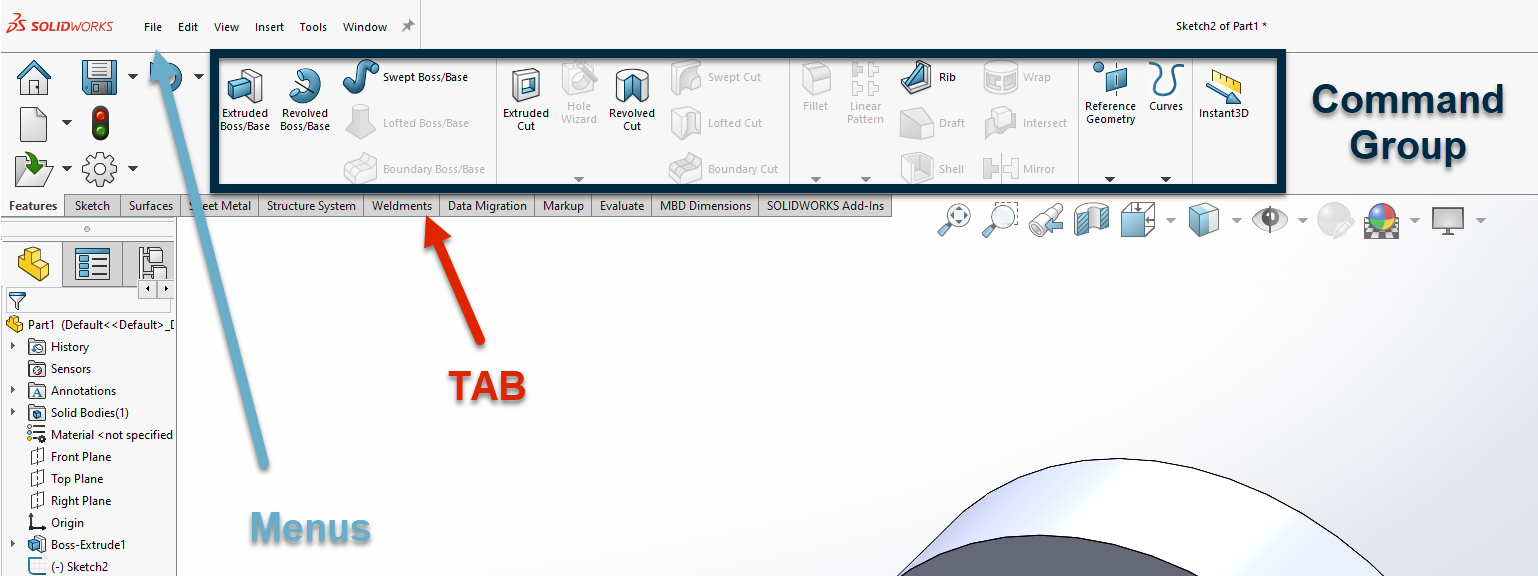 SOLIDWORKS File Edit View Insert Tools Window Sketch2 of Part1 *
Extruded Boss/Base
Revolved Boss/Base
Swept Boss/Base
Lofted Boss/Base
Boundary Boss/Base
Extruded Cut
Hole Wizard
Revolved Cut
Swept Cut
Lofted Cut
Boundary Cut
Fillet
Linear Pattern
Rib
Draft
Shell
Wrap
Intersect
Mirror
Reference Geometry
Curves
Instant3D
Command
Group
Features Sketch Surfaces eet Metal Structure System Weldments Data Migration Markup Evaluate MBD Dimensions SOLIDWORKS Add-Ins
TAB
Menus
Part1 (Default<<Default>_D
History
Sensors
A Annotations
Solid Bodies(1)
Material <not specified
Front Plane
Top Plane
Right Plane
Origin
Boss-Extrude1
(-) Sketch2